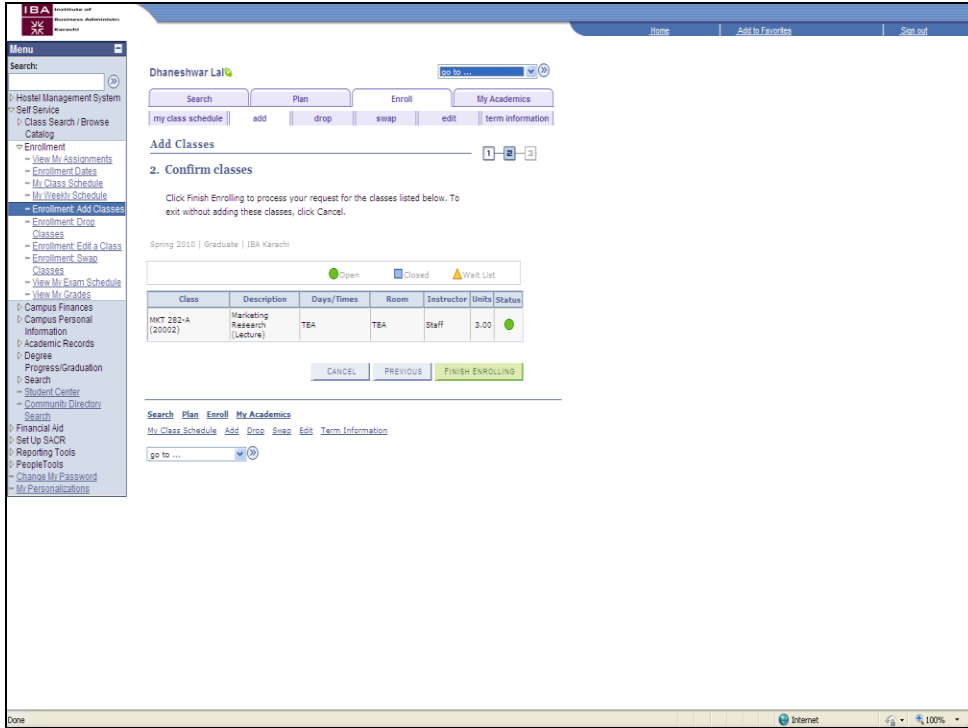 IBA Institute of
Business Administration
Karachi
Home Add to Favorites Sign out
Menu
Search:
Hostel Management System
Self Service
Class Search / Browse
Catalog
Enrollment
View My Assignments
Enrollment Dates
My Class Schedule
My Weekly Schedule
Enrollment: Add Classes
Enrollment: Drop
Classes
Enrollment: Edit a Class
Enrollment: Swap
Classes
View My Exam Schedule
View My Grades
Campus Finances
Campus Personal
Information
Academic Records
Degree
Progress/Graduation
Search
Student Center
Community Directory
Search
Financial Aid
Set Up SACR
Reporting Tools
PeopleTools
Change My Password
My Personalizations
Dhaneshwar Lal go to ...
Search Plan Enroll My Academics
my class schedule add drop swap edit term information
Add Classes
1 2 3
2. Confirm classes
Click Finish Enrolling to process your request for the classes listed below. To
exit without adding these classes, click Cancel.
Spring 2010 | Graduate | IBA Karachi
Open Closed Wait List
Class Description Days/Times Room Instructor Units Status
MKT 282-A
(20002)
Marketing
Research
(Lecture)
TBA TBA Staff 3.00
CANCEL PREVIOUS FINISH ENROLLING
Search Plan Enroll My Academics
My Class Schedule Add Drop Swap Edit Term Information
go to ...
Done Internet 100%